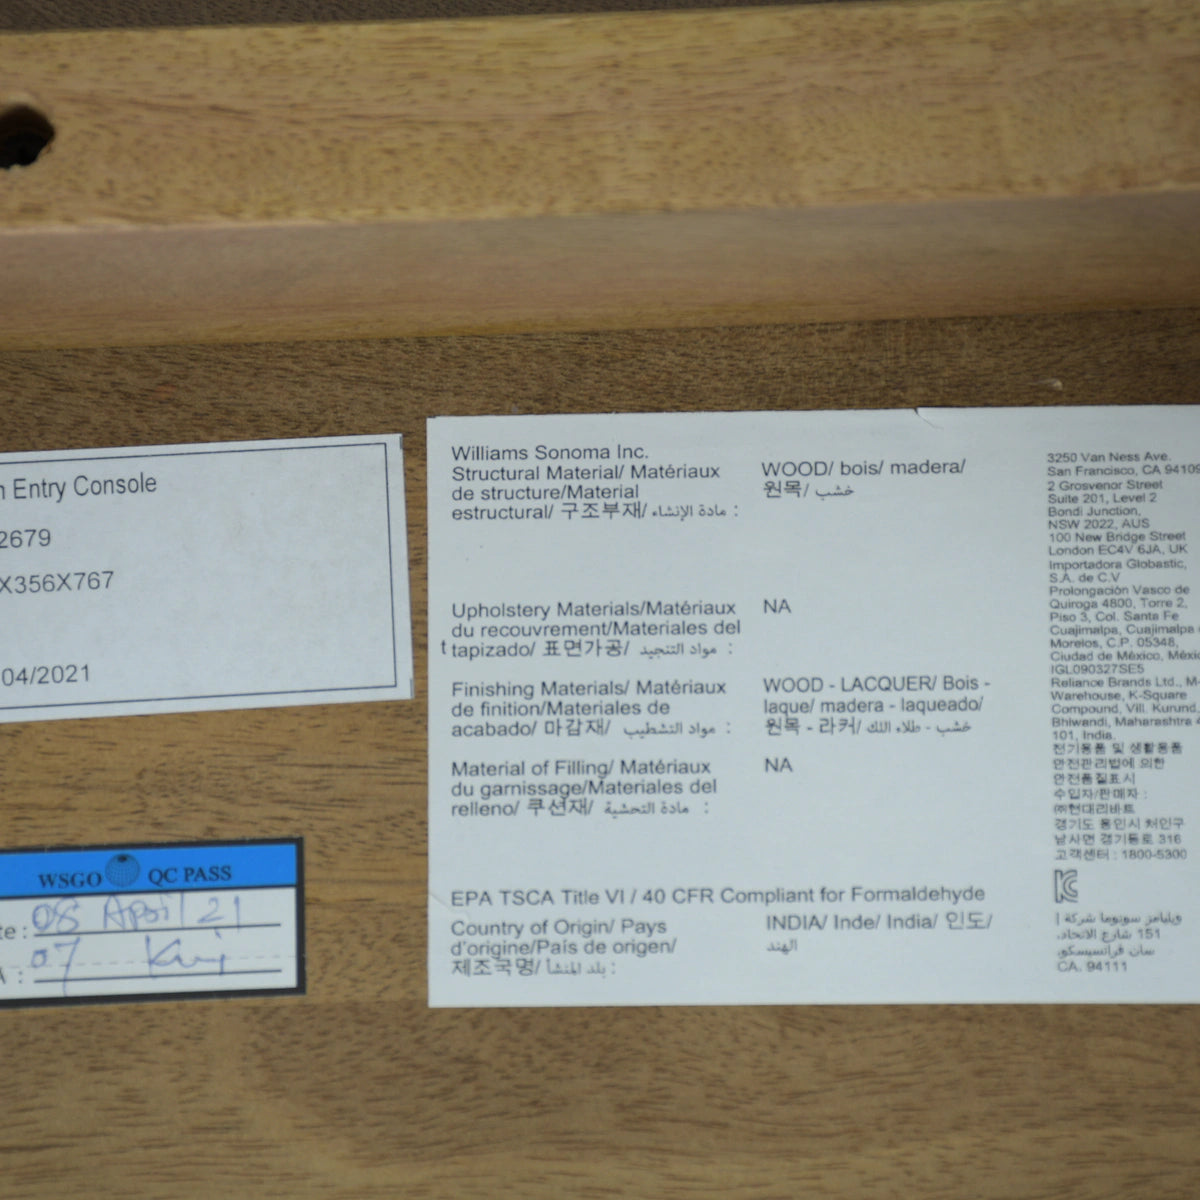 Entry Console
2679
X356X767
04/2021
WSGO QC PASS
08 April 21
07
Williams Sonoma Inc.
Structural Material/ Matériaux
de structure/Material
estructural/ 구조부재/ مادة الإنشاء :
WOOD/ bois/ madera/
원목/ خشب
Upholstery Materials/Matériaux
du recouvrement/Materiales del
t tapizado/ 표면가공/ مواد التنجيد :
NA
Finishing Materials/ Matériaux
de finition/Materiales de
acabado/ 마감재/ مواد التشطيب :
WOOD - LACQUER/ Bois -
laque/ madera - laqueado/
원목 - 라커/ خشب - طلاء اللك
Material of Filling/ Matériaux
du garnissage/Materiales del
relleno/ 쿠션재/ مادة التحشية :
NA
EPA TSCA Title VI / 40 CFR Compliant for Formaldehyde
Country of Origin/ Pays
d'origine/País de origen/
제조국명/ بلد المنشأ :
INDIA/ Inde/ India/ 인도/
الهند
3250 Van Ness Ave.
San Francisco, CA 94109
2 Grosvenor Street
Suite 201, Level 2
Bondi Junction,
NSW 2022, AUS
100 New Bridge Street
London EC4V 6JA, UK
Importadora Globastic,
S.A. de C.V
Prolongación Vasco de
Quiroga 4800, Torre 2,
Piso 3, Col. Santa Fe
Cuajimalpa, Cuajimalpa
Morelos, C.P. 05348,
Ciudad de México, Méxic
IGL090327SE5
Reliance Brands Ltd., M-
Warehouse, K-Square
Compound, Vill. Kurund,
Bhiwandi, Maharashtra 4
101, India.
전기용품 및 생활용품
안전관리법에 의한
안전품질표시
수입자/판매자 :
㈜현대리바트
경기도 용인시 처인구
남사면 경기동로 316
고객센터 : 1800-5300
ويليامز سونوما شركة |
151 شارع الاتحاد,
سان فرانسيسكو,
CA. 94111